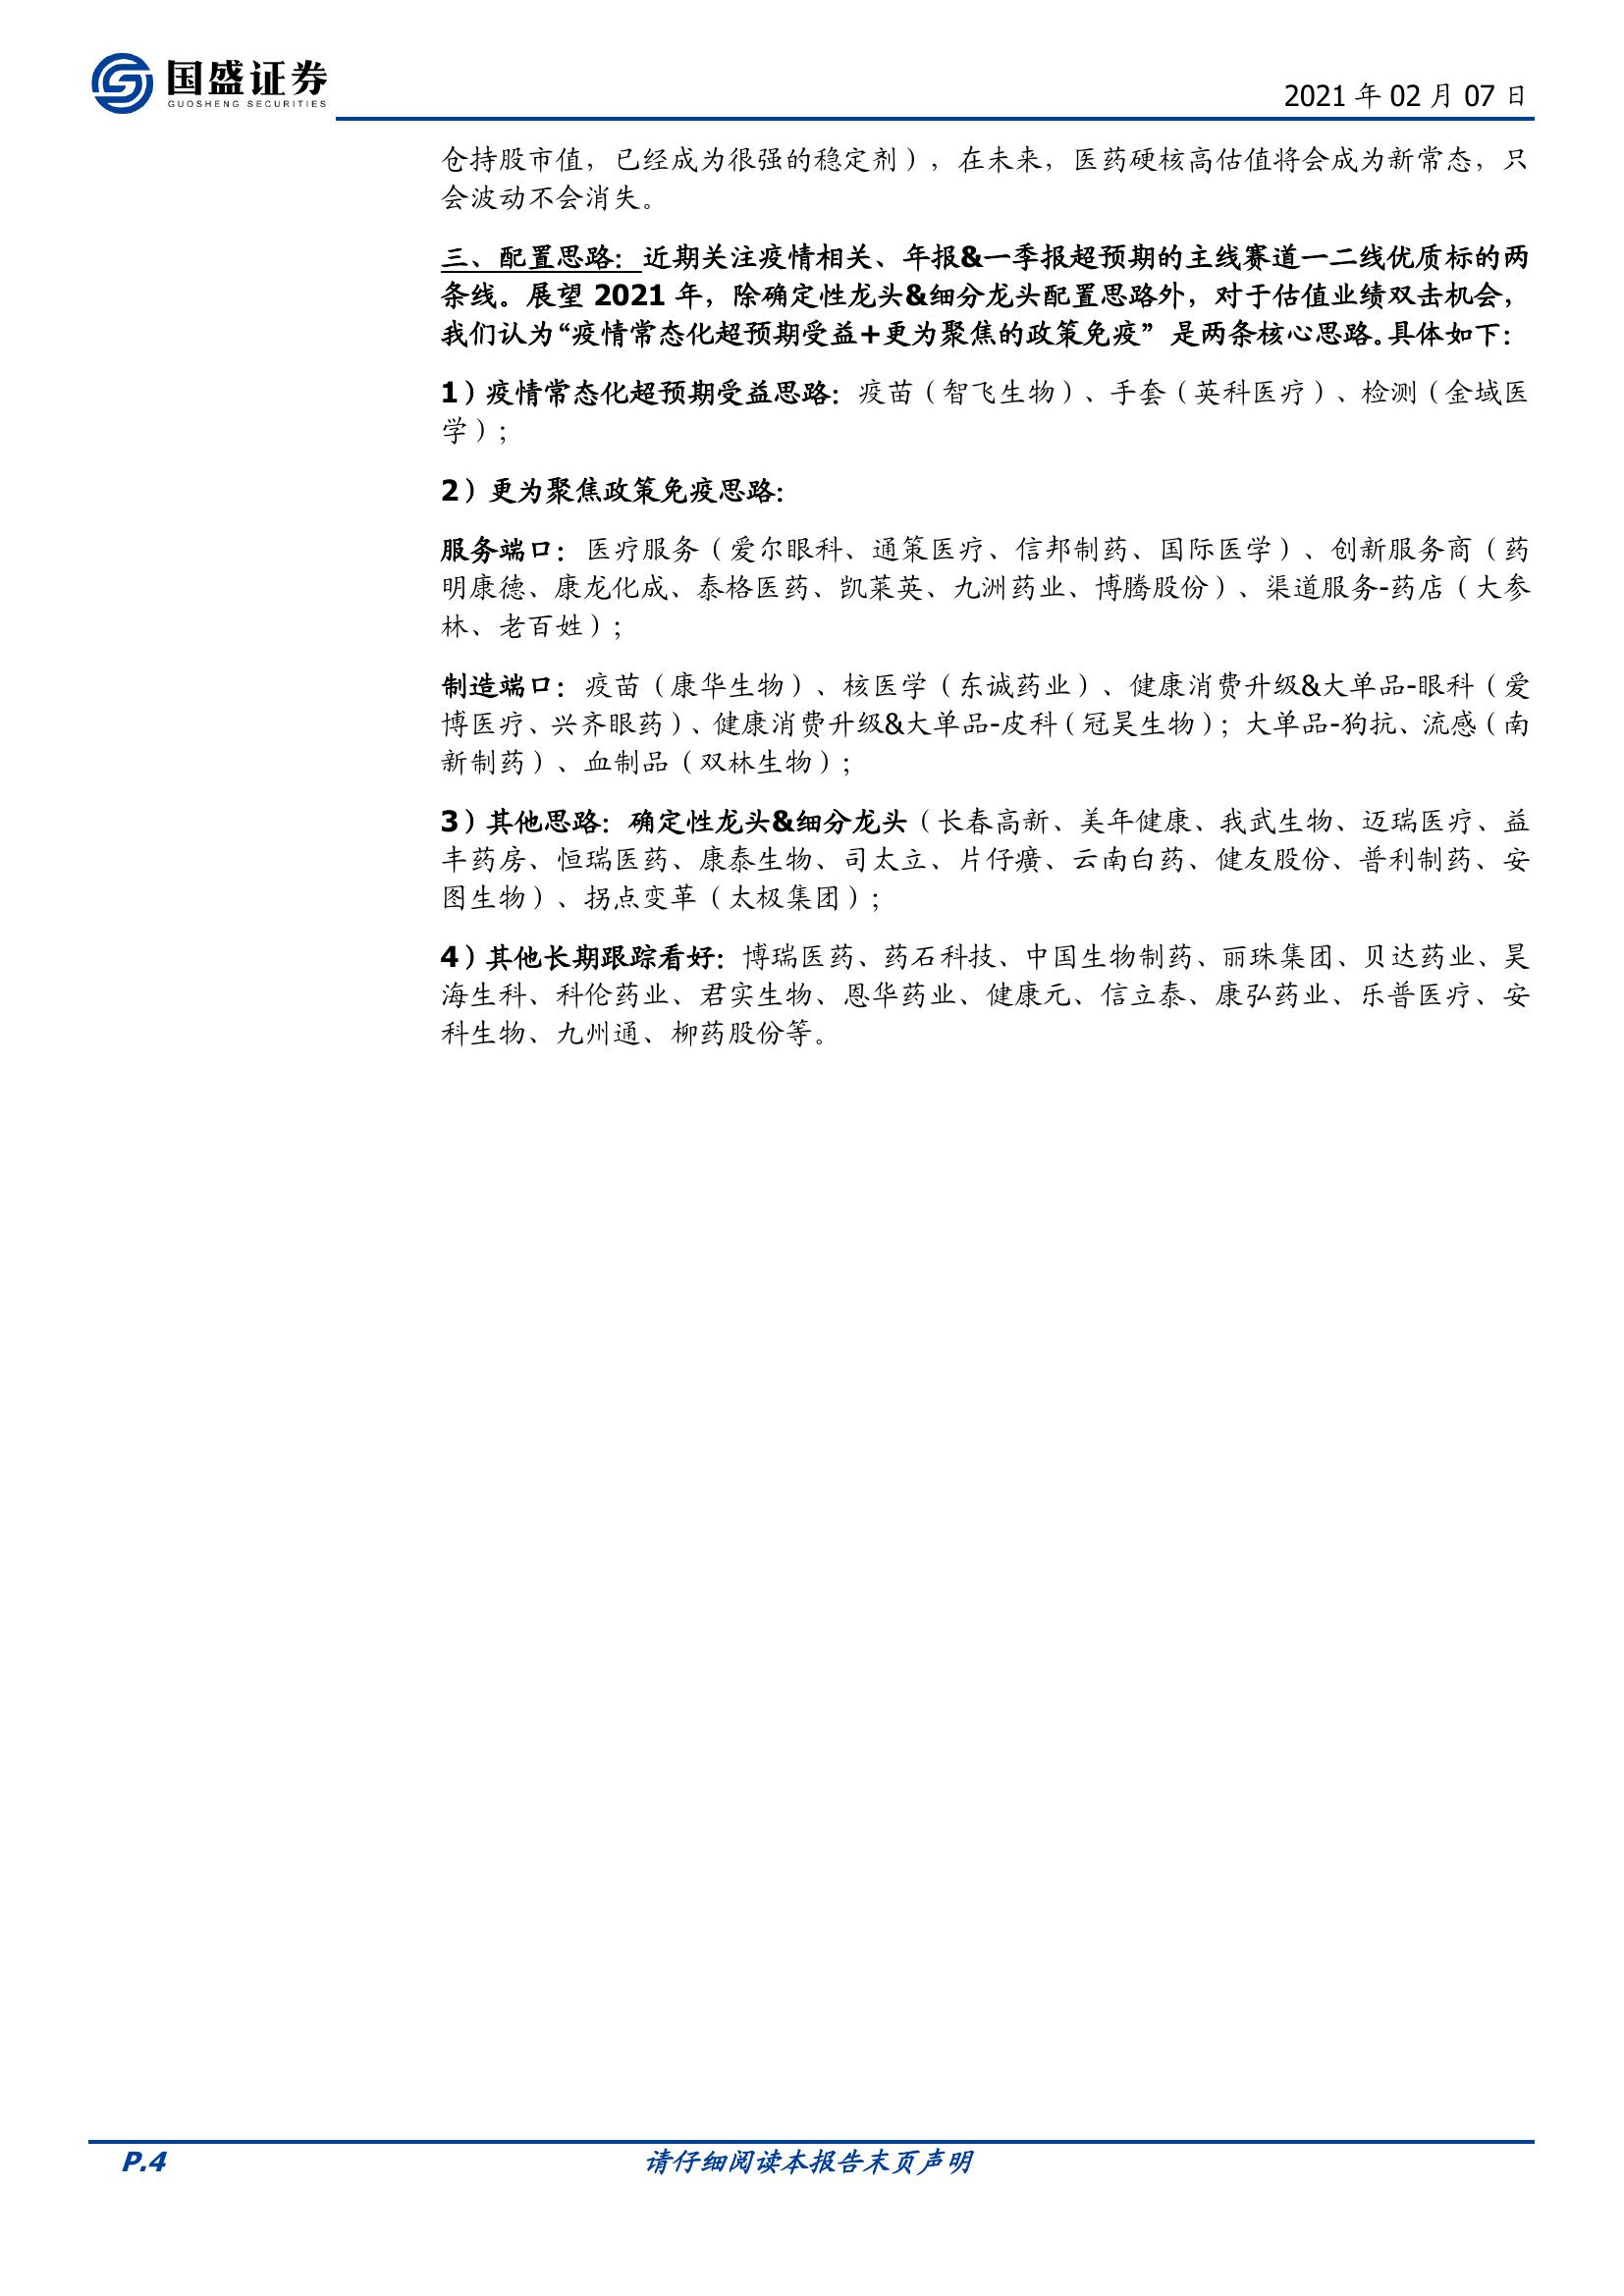 国盛证券
GUOSHENG SECURITIES
2021 年 02 月 07 日
仓持股市值，已经成为很强的稳定剂），在未来，医药硬核高估值将会成为新常态，只
会波动不会消失。
三、配置思路：近期关注疫情相关、年报&一季报超预期的主线赛道一二线优质标的两
条线。展望 2021 年，除确定性龙头&细分龙头配置思路外，对于估值业绩双击机会，
我们认为“疫情常态化超预期受益+更为聚焦的政策免疫”是两条核心思路。具体如下：
1）疫情常态化超预期受益思路：疫苗（智飞生物）、手套（英科医疗）、检测（金域医
学）；
2）更为聚焦政策免疫思路：
服务端口：医疗服务（爱尔眼科、通策医疗、信邦制药、国际医学）、创新服务商（药
明康德、康龙化成、泰格医药、凯莱英、九洲药业、博腾股份）、渠道服务-药店（大参
林、老百姓）；
制造端口：疫苗（康华生物）、核医学（东诚药业）、健康消费升级&大单品-眼科（爱
博医疗、兴齐眼药）、健康消费升级&大单品-皮科（冠昊生物）；大单品-狗抗、流感（南
新制药）、血制品（双林生物）；
3）其他思路：确定性龙头&细分龙头（长春高新、美年健康、我武生物、迈瑞医疗、益
丰药房、恒瑞医药、康泰生物、司太立、片仔癀、云南白药、健友股份、普利制药、安
图生物）、拐点变革（太极集团）；
4）其他长期跟踪看好：博瑞医药、药石科技、中国生物制药、丽珠集团、贝达药业、昊
海生科、科伦药业、君实生物、恩华药业、健康元、信立泰、康弘药业、乐普医疗、安
科生物、九州通、柳药股份等。
P.4
请仔细阅读本报告末页声明